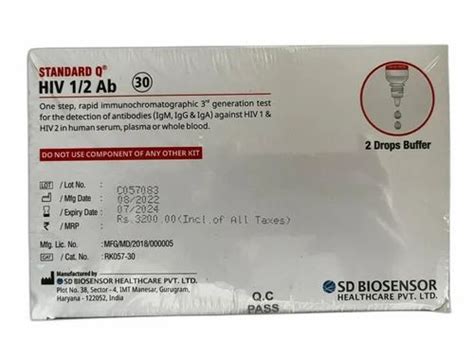 STANDARD Q®
HIV 1/2 Ab 30
One step, rapid immunochromatographic 3rd generation test
for the detection of antibodies (IgM, IgG & IgA) against HIV 1 &
HIV 2 in human serum, plasma or whole blood.
2 Drops Buffer
DO NOT USE COMPONENT OF ANY OTHER KIT
LOT / Lot No. : C057083
/ Mfg Date : 08/2022
/ Expiry Date : 07/2024
₹ / MRP : Rs.3200.00(Incl.of All Taxes)
Mfg. Lic. No. : MFG/MD/2018/000005
CAT / Cat. No. : RK057-30
Manufactured by
SD BIOSENSOR HEALTHCARE PVT. LTD.
Plot No. 38, Sector - 4, IMT Manesar, Gurugram,
Haryana - 122052, India
Q.C
PASS
SD BIOSENSOR
HEALTHCARE PVT. LTD.